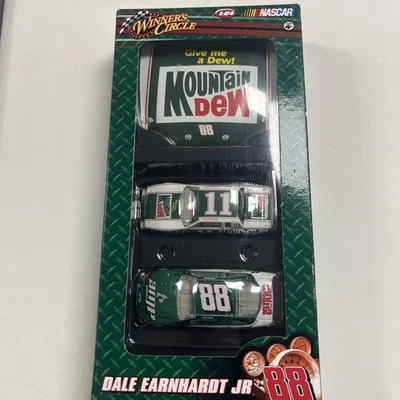 WINNER'S CIRCLE
1:64
NASCAR
Give me a Dew!
MOUNTAIN DEW
88
11
amp
88
DALE EARNHARDT JR
88